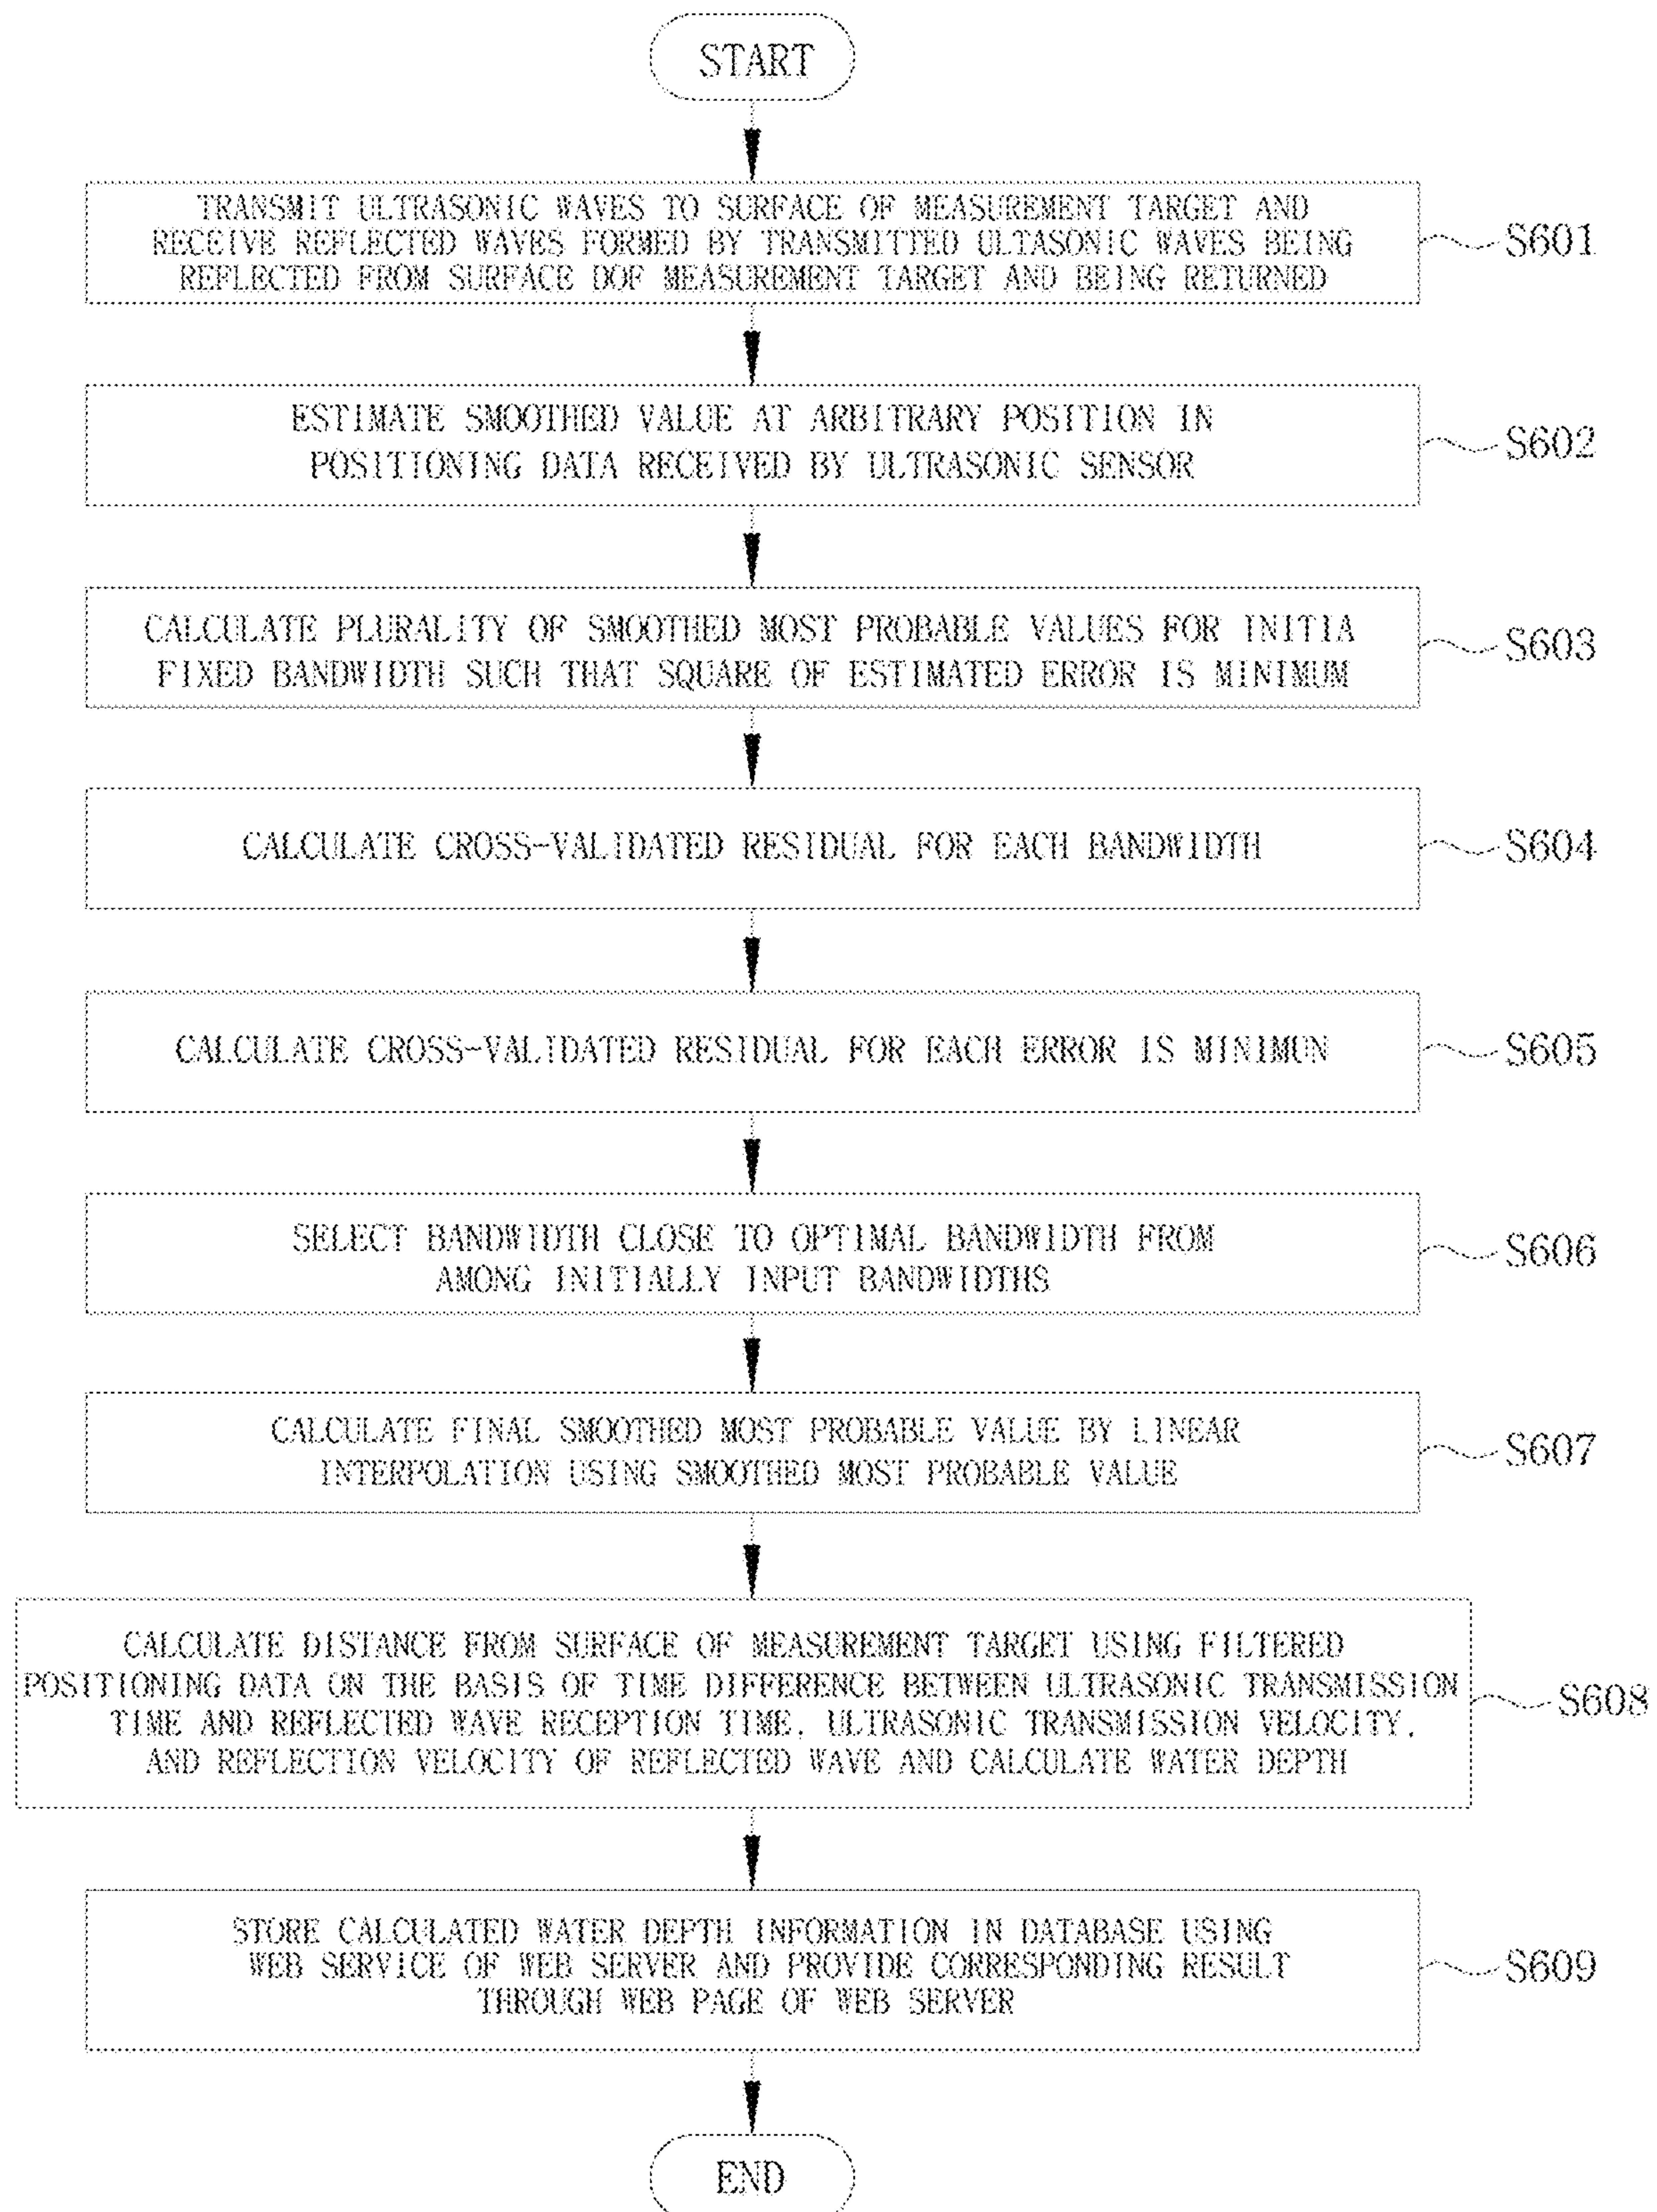 START
TRANSMIT ULTRASONIC WAVES TO SURFACE OF MEASUREMENT TARGET AND
RECEIVE REFLECTED WAVES FORMED BY TRANSMITTED ULTASONIC WAVES BEING
REFLECTED FROM SURFACE DOF MEASUREMENT TARGET AND BEING RETURNED
S601
ESTIMATE SMOOTHED VALUE AT ARBITRARY POSITION IN
POSITIONING DATA RECEIVED BY ULTRASONIC SENSOR
S602
CALCULATE PLURALITY OF SMOOTHED MOST PROBABLE VALUES FOR INITIA
FIXED BANDWIDTH SUCH THAT SQUARE OF ESTIMATED ERROR IS MINIMUM
S603
CALCULATE CROSS-VALIDATED RESIDUAL FOR EACH BANDWIDTH
S604
CALCULATE CROSS-VALIDATED RESIDUAL FOR EACH ERROR IS MINIMUN
S605
SELECT BANDWIDTH CLOSE TO OPTIMAL BANDWIDTH FROM
AMONG INITIALLY INPUT BANDWIDTHS
S606
CALCULATE FINAL SMOOTHED MOST PROBABLE VALUE BY LINEAR
INTERPOLATION USING SMOOTHED MOST PROBABLE VALUE
S607
CALCULATE DISTANCE FROM SURFACE OF MEASUREMENT TARGET USING FILTERED
POSITIONING DATA ON THE BASIS OF TIME DIFFERENCE BETWEEN ULTRASONIC TRANSMISSION
TIME AND REFLECTED WAVE RECEPTION TIME, ULTRASONIC TRANSMISSION VELOCITY,
AND REFLECTION VELOCITY OF REFLECTED WAVE AND CALCULATE WATER DEPTH
S608
STORE CALCULATED WATER DEPTH INFORMATION IN DATABASE USING
WEB SERVICE OF WEB SERVER AND PROVIDE CORRESPONDING RESULT
THROUGH WEB PAGE OF WEB SERVER
S609
END